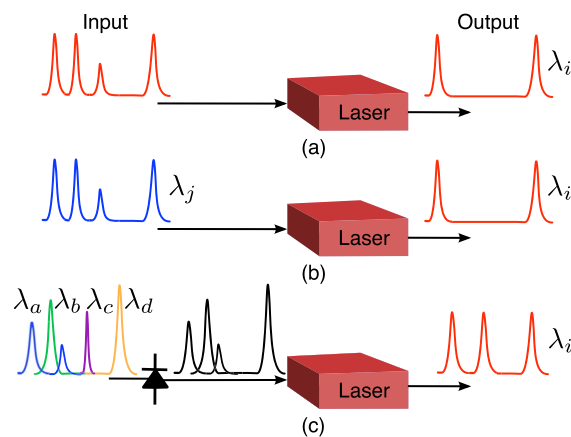 Input Output
λi
Laser
(a)
λj
λi
Laser
(b)
λa λb λc λd
λi
Laser
(c)